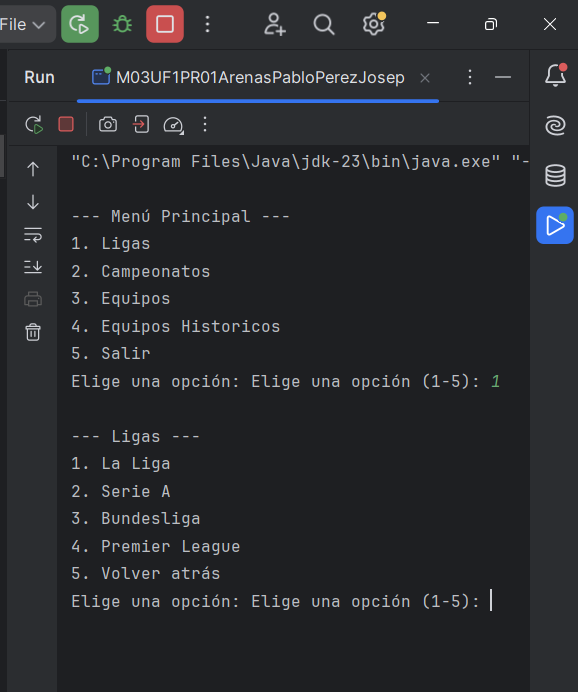 File
Run
M03UF1PR01ArenasPabloPerezJosep
"C:\Program Files\Java\jdk-23\bin\java.exe" "-
--- Menú Principal ---
1. Ligas
2. Campeonatos
3. Equipos
4. Equipos Historicos
5. Salir
Elige una opción: Elige una opción (1-5): 1
--- Ligas ---
1. La Liga
2. Serie A
3. Bundesliga
4. Premier League
5. Volver atrás
Elige una opción: Elige una opción (1-5):